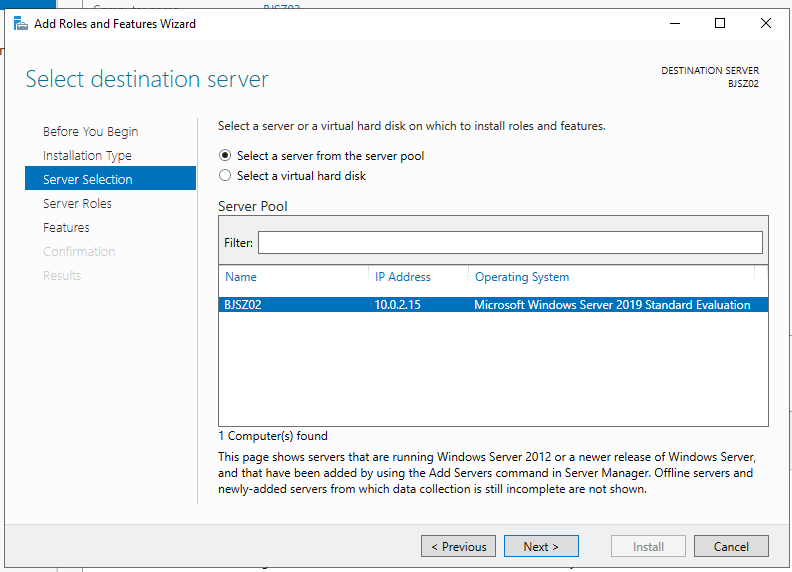 BJSZ02
Add Roles and Features Wizard
Select destination server
DESTINATION SERVER
BJSZ02
Before You Begin
Installation Type
Server Selection
Server Roles
Features
Confirmation
Results
Select a server or a virtual hard disk on which to install roles and features.
Select a server from the server pool
Select a virtual hard disk
Server Pool
Filter:
Name IP Address Operating System
BJSZ02 10.0.2.15 Microsoft Windows Server 2019 Standard Evaluation
1 Computer(s) found
This page shows servers that are running Windows Server 2012 or a newer release of Windows Server,
and that have been added by using the Add Servers command in Server Manager. Offline servers and
newly-added servers from which data collection is still incomplete are not shown.
< Previous Next > Install Cancel